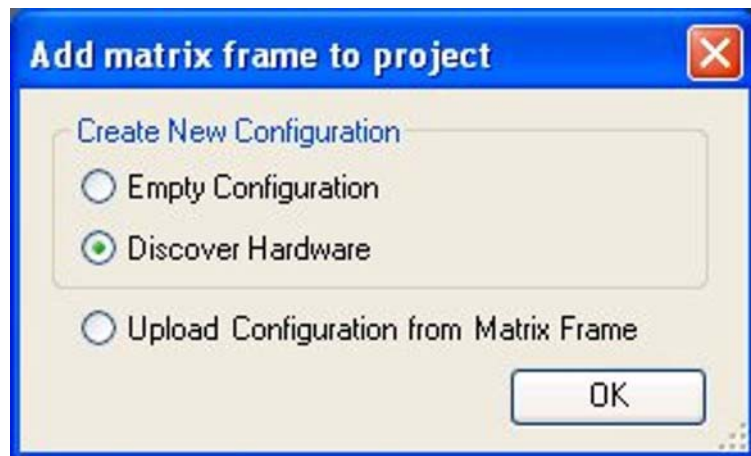 Add matrix frame to project
Create New Configuration
Empty Configuration
Discover Hardware
Upload Configuration from Matrix Frame
OK